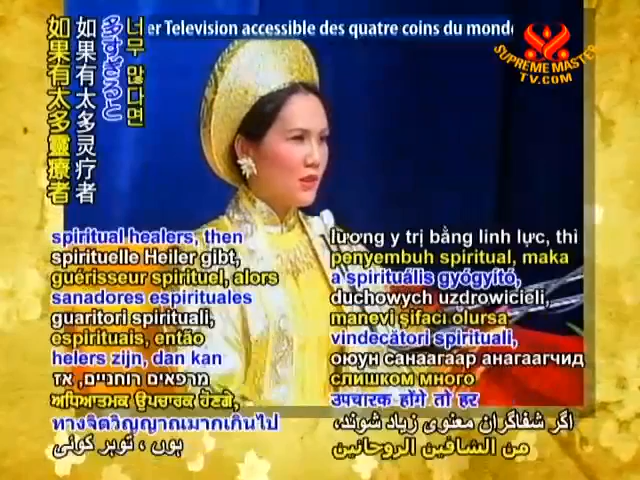 er Television accessible des quatre coins du monde
SUPREME MASTER
TV.COM
너무 많다면
多すぎると
如果有太多灵疗者
如果有太多靈療者
spiritual healers, then
spirituelle Heiler gibt,
guérisseur spirituel, alors
sanadores espirituales
guaritori spirituali,
espirituais, então
helers zijn, dan kan
מרפאים רוחניים, אז
ਅਧਿਆਤਮਕ ਉਪਚਾਰਕ ਹੋਣਗੇ,
ทางจิตวิญญาณมากเกินไป
ہوں ، توہر کوئی
lương y trị bằng linh lực, thì
penyembuh spiritual, maka
a spirituális gyógyító,
duchowych uzdrowicieli,
manevi şifacı olursa
vindecători spirituali,
оюун санаагаар анагаагчид
слишком много
उपचारक होंगे तो हर
اگر شفاگران معنوی زیاد شوند،
من الشافين الروحانيين